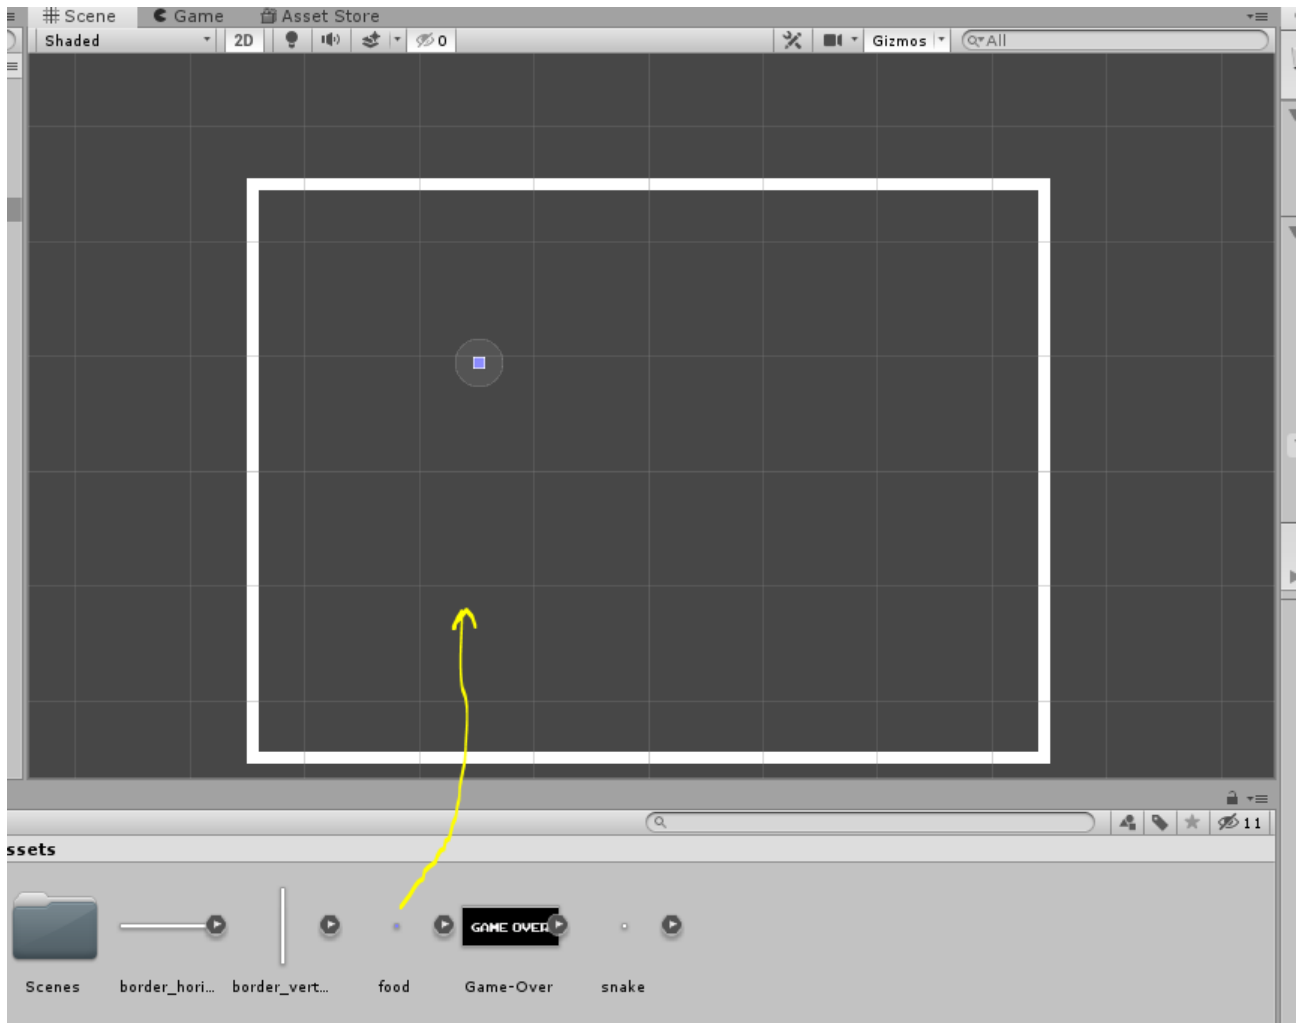 Scene Game Asset Store
Shaded 2D 0 Gizmos All
11
ssets
GAME OVER
Scenes border_hori... border_vert... food Game-Over snake